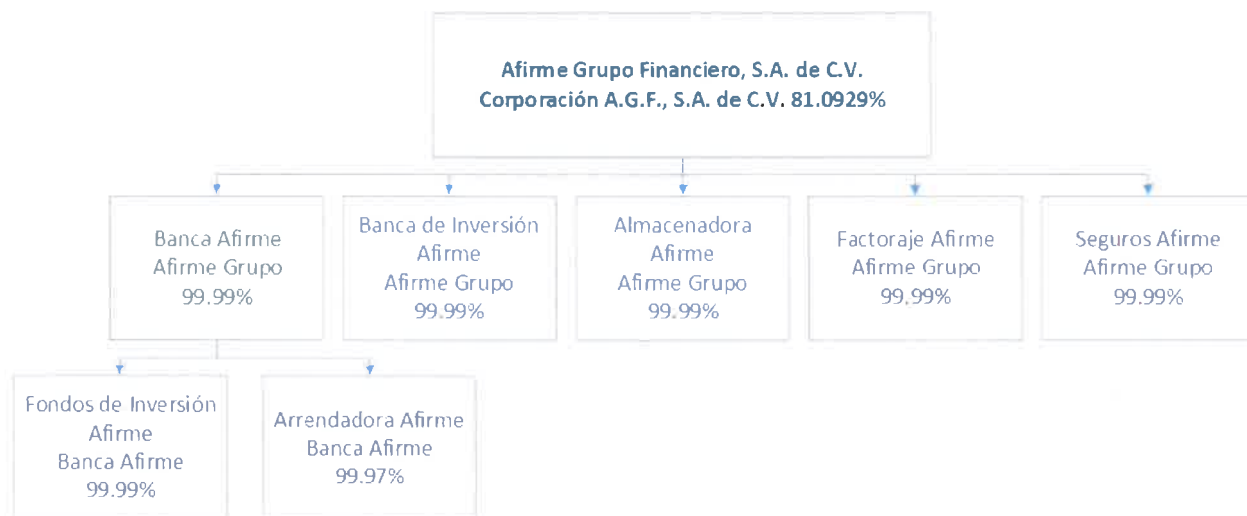 Afirme Grupo Financiero, S.A. de C.V.
Corporación A.G.F., S.A. de C.V. 81.0929%
Banca Afirme
Afirme Grupo
99.99%
Banca de Inversión
Afirme
Afirme Grupo
99.99%
Almacenadora
Afirme
Afirme Grupo
99.99%
Factoraje Afirme
Afirme Grupo
99.99%
Seguros Afirme
Afirme Grupo
99.99%
Fondos de Inversión
Afirme
Banca Afirme
99.99%
Arrendadora Afirme
Banca Afirme
99.97%